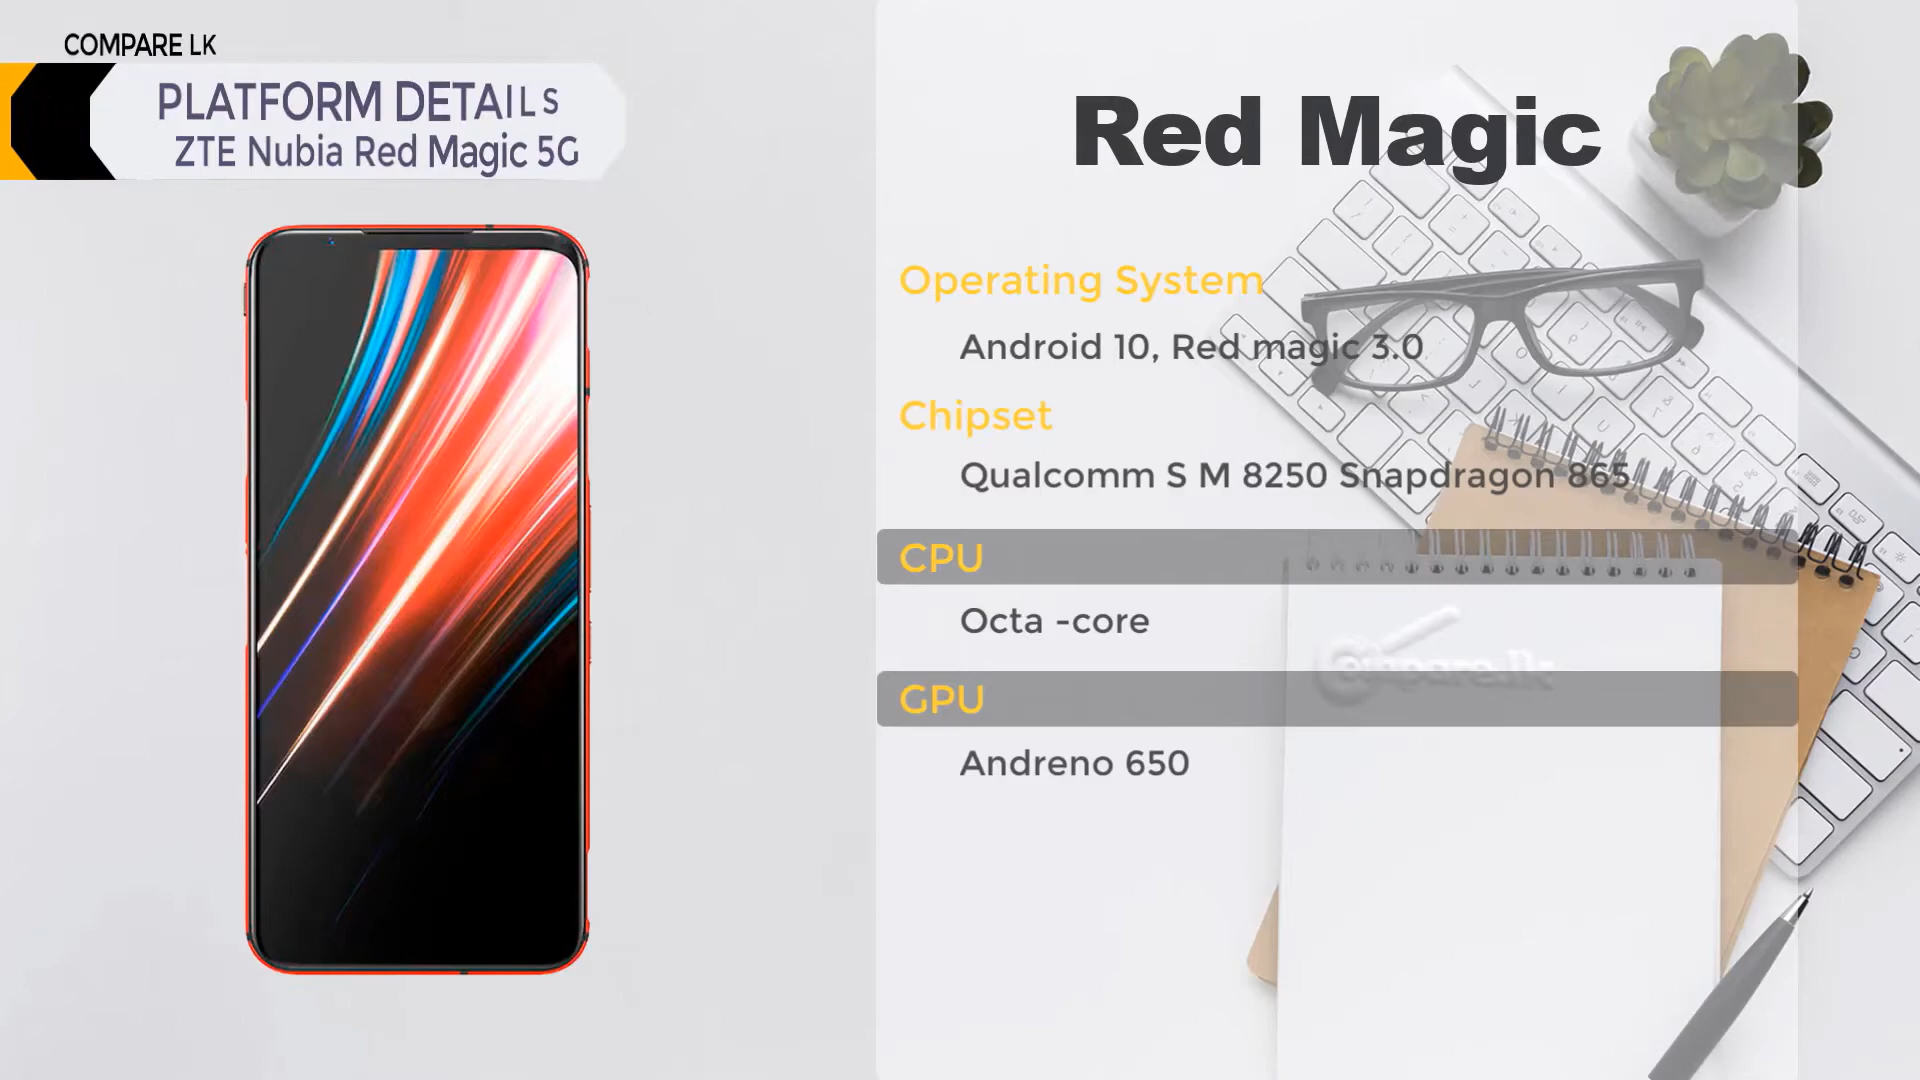 COMPARE LK
PLATFORM DETAILS
ZTE Nubia Red Magic 5G
Red Magic
Operating System
Android 10, Red magic 3.0
Chipset
Qualcomm S M 8250 Snapdragon 865
CPU
Octa -core
GPU
Andreno 650